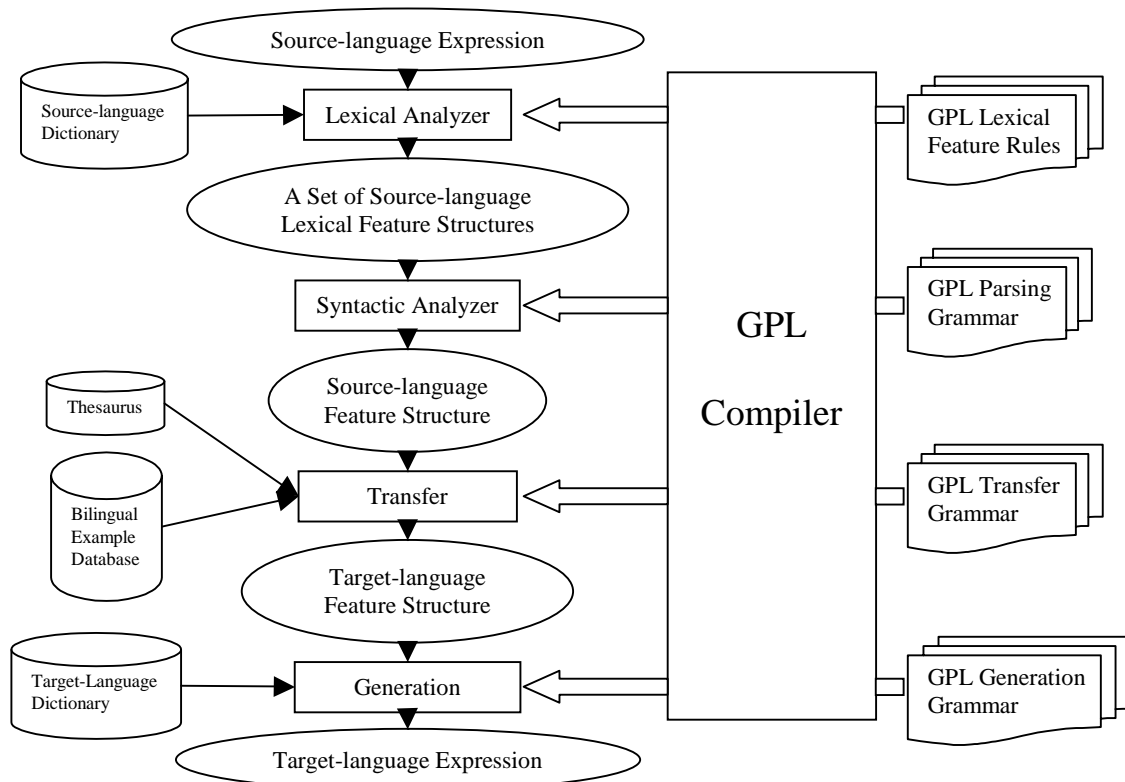 Source-language Expression
Source-language
Dictionary
Lexical Analyzer
GPL Lexical
Feature Rules
A Set of Source-language
Lexical Feature Structures
Syntactic Analyzer
GPL Parsing
Grammar
GPL
Compiler
Source-language
Feature Structure
Thesaurus
Bilingual
Example
Database
Transfer
GPL Transfer
Grammar
Target-language
Feature Structure
Target-Language
Dictionary
Generation
GPL Generation
Grammar
Target-language Expression